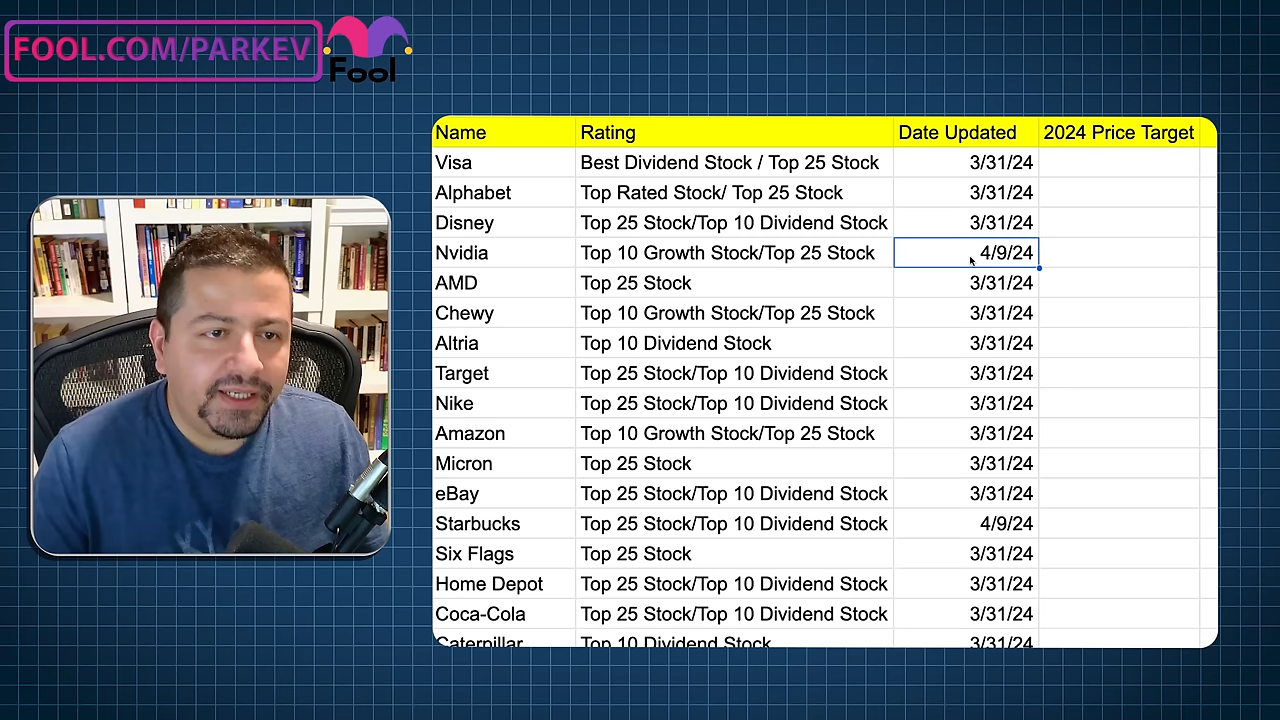 FOOL.COM/PARKEV
Fool
Name Rating Date Updated 2024 Price Target
Visa Best Dividend Stock / Top 25 Stock 3/31/24
Alphabet Top Rated Stock/ Top 25 Stock 3/31/24
Disney Top 25 Stock/Top 10 Dividend Stock 3/31/24
Nvidia Top 10 Growth Stock/Top 25 Stock 4/9/24
AMD Top 25 Stock 3/31/24
Chewy Top 10 Growth Stock/Top 25 Stock 3/31/24
Altria Top 10 Dividend Stock 3/31/24
Target Top 25 Stock/Top 10 Dividend Stock 3/31/24
Nike Top 25 Stock/Top 10 Dividend Stock 3/31/24
Amazon Top 10 Growth Stock/Top 25 Stock 3/31/24
Micron Top 25 Stock 3/31/24
eBay Top 25 Stock/Top 10 Dividend Stock 3/31/24
Starbucks Top 25 Stock/Top 10 Dividend Stock 4/9/24
Six Flags Top 25 Stock 3/31/24
Home Depot Top 25 Stock/Top 10 Dividend Stock 3/31/24
Coca-Cola Top 25 Stock/Top 10 Dividend Stock 3/31/24
Caterpillar Top 10 Dividend Stock 3/31/24